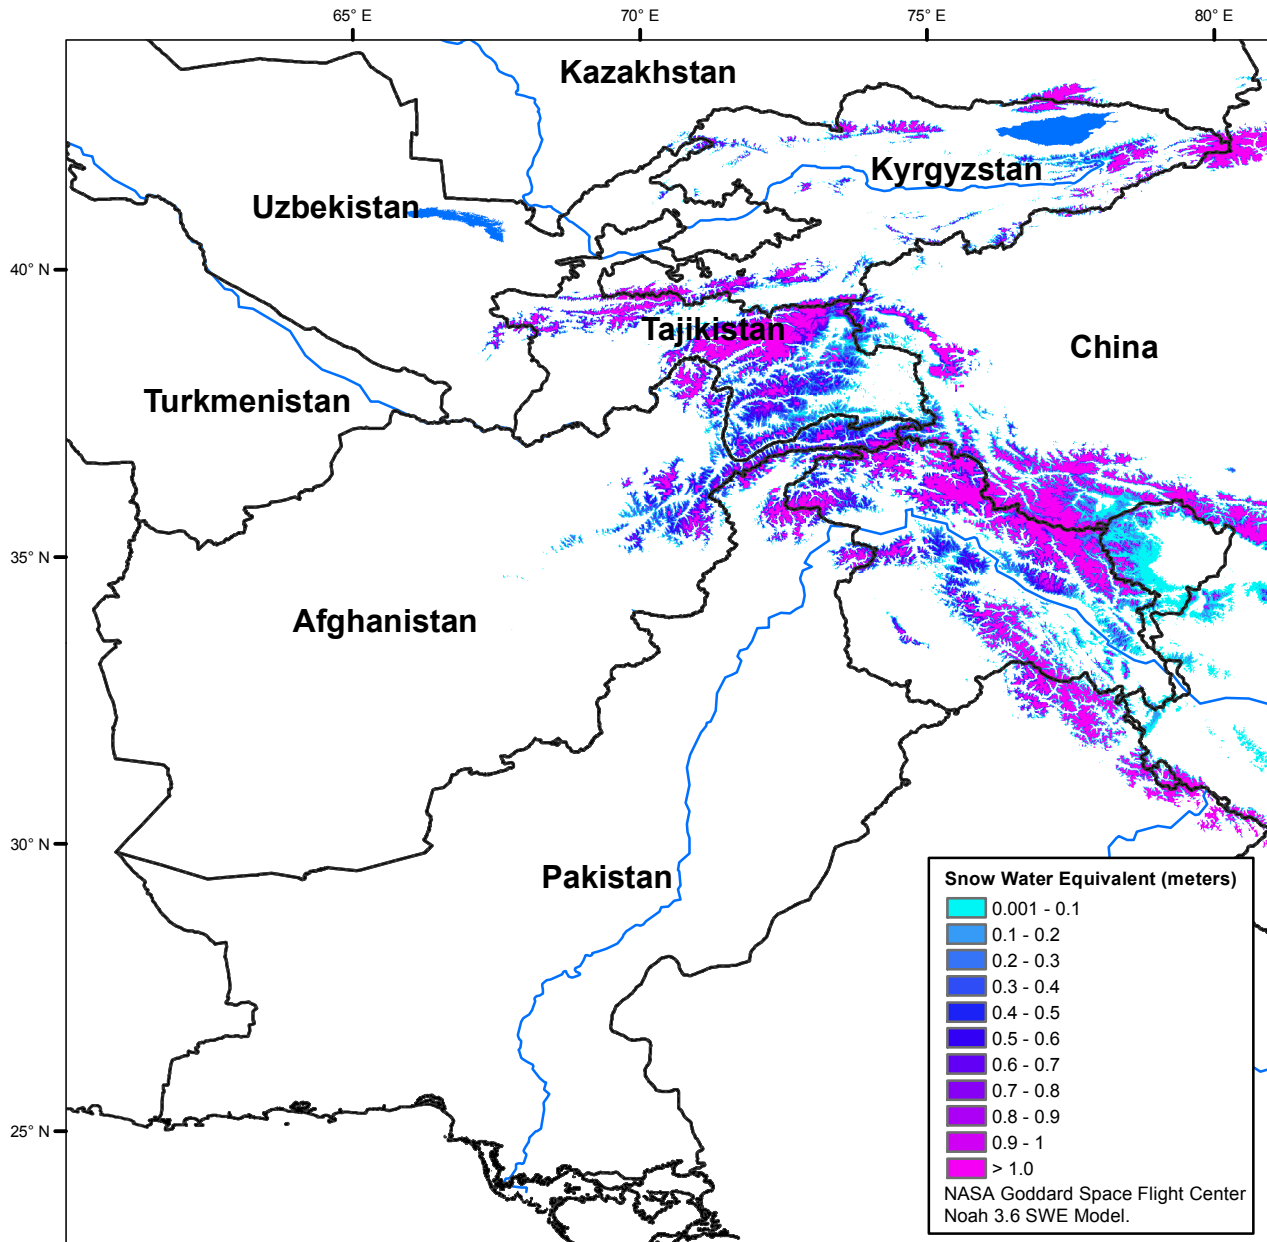 65° E
70° E
75° E
80° E
Kazakhstan
Kyrgyzstan
Uzbekistan
40° N
Tajikistan
China
Turkmenistan
35° N
Afghanistan
30° N
Pakistan
25° N
Snow Water Equivalent (meters)
0.001 - 0.1
0.1 - 0.2
0.2 - 0.3
0.3 - 0.4
0.4 - 0.5
0.5 - 0.6
0.6 - 0.7
0.7 - 0.8
0.8 - 0.9
0.9 - 1
> 1.0
NASA Goddard Space Flight Center
Noah 3.6 SWE Model.